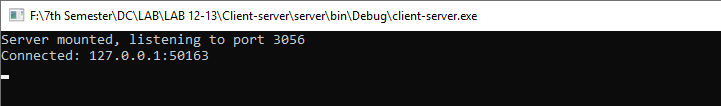 F:\7th Semester\DC\LAB\LAB 12-13\Client-server\server\bin\Debug\client-server.exe
Server mounted, listening to port 3056
Connected: 127.0.0.1:50163